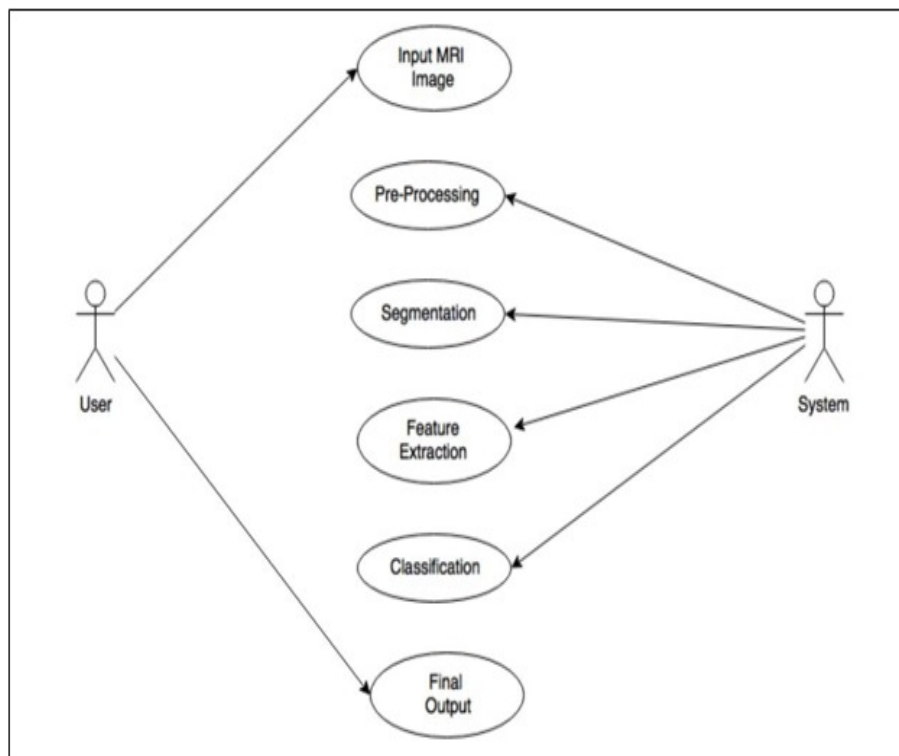 Input MRI
Image
Pre-Processing
Segmentation
User
System
Feature
Extraction
Classification
Final
Output